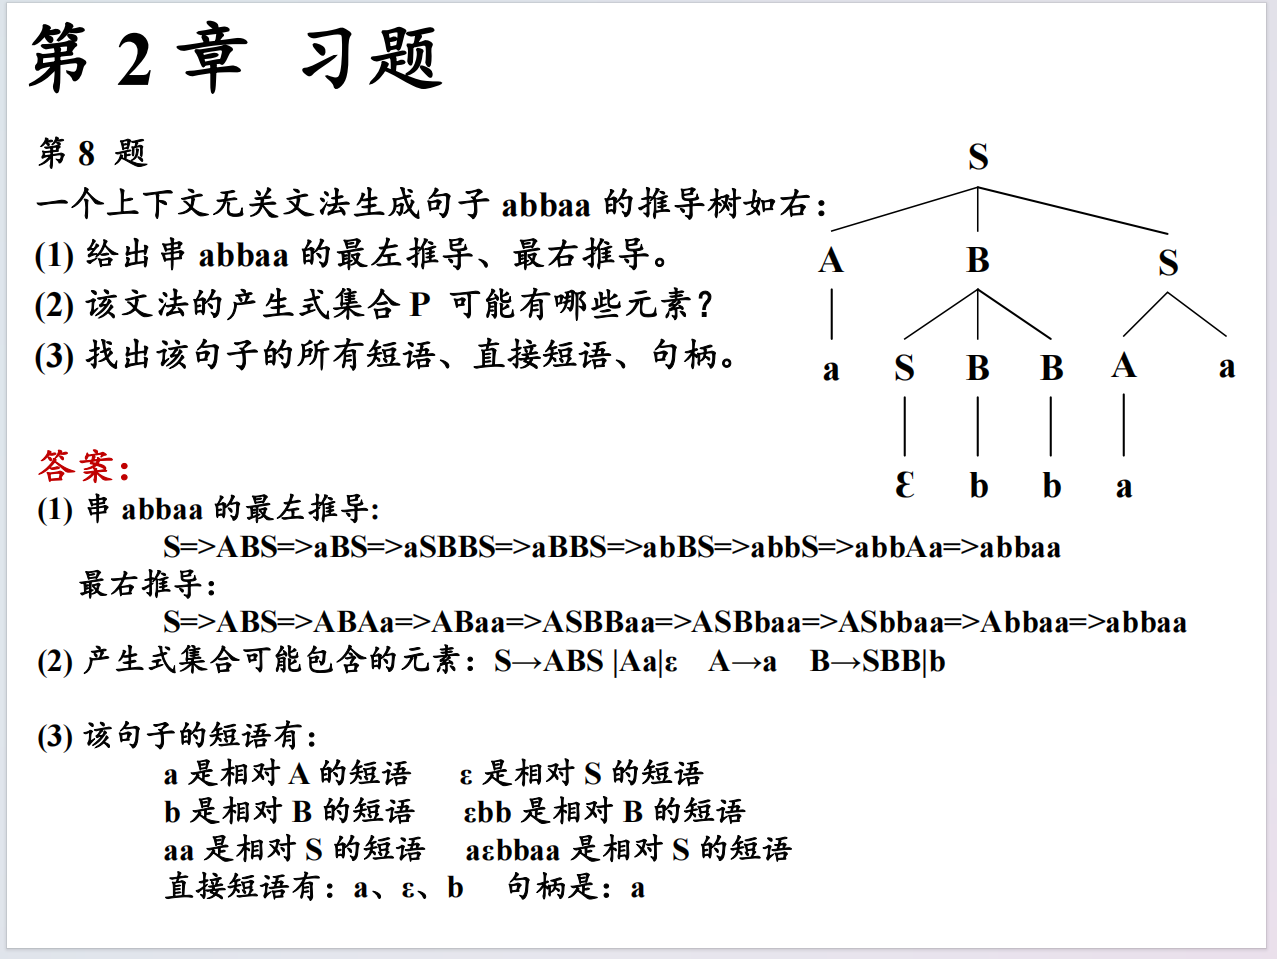 第 2 章 习题
第 8 题
一个上下文无关文法生成句子 abbaa 的推导树如右：
(1) 给出串 abbaa 的最左推导、最右推导。
(2) 该文法的产生式集合 P 可能有哪些元素？
(3) 找出该句子的所有短语、直接短语、句柄。
S
A B S
a S B B A a
ε b b a
答案：
(1) 串 abbaa 的最左推导:
S=>ABS=>aBS=>aSBBS=>aBBS=>abBS=>abbS=>abbAa=>abbaa
最右推导：
S=>ABS=>ABAa=>ABaa=>ASBBaa=>ASBbaa=>ASbbaa=>Abbaa=>abbaa
(2) 产生式集合可能包含的元素：S→ABS |Aa|ε A→a B→SBB|b
(3) 该句子的短语有：
a 是相对 A 的短语 ε 是相对 S 的短语
b 是相对 B 的短语 εbb 是相对 B 的短语
aa 是相对 S 的短语 aεbbaa 是相对 S 的短语
直接短语有：a、ε、b 句柄是：a